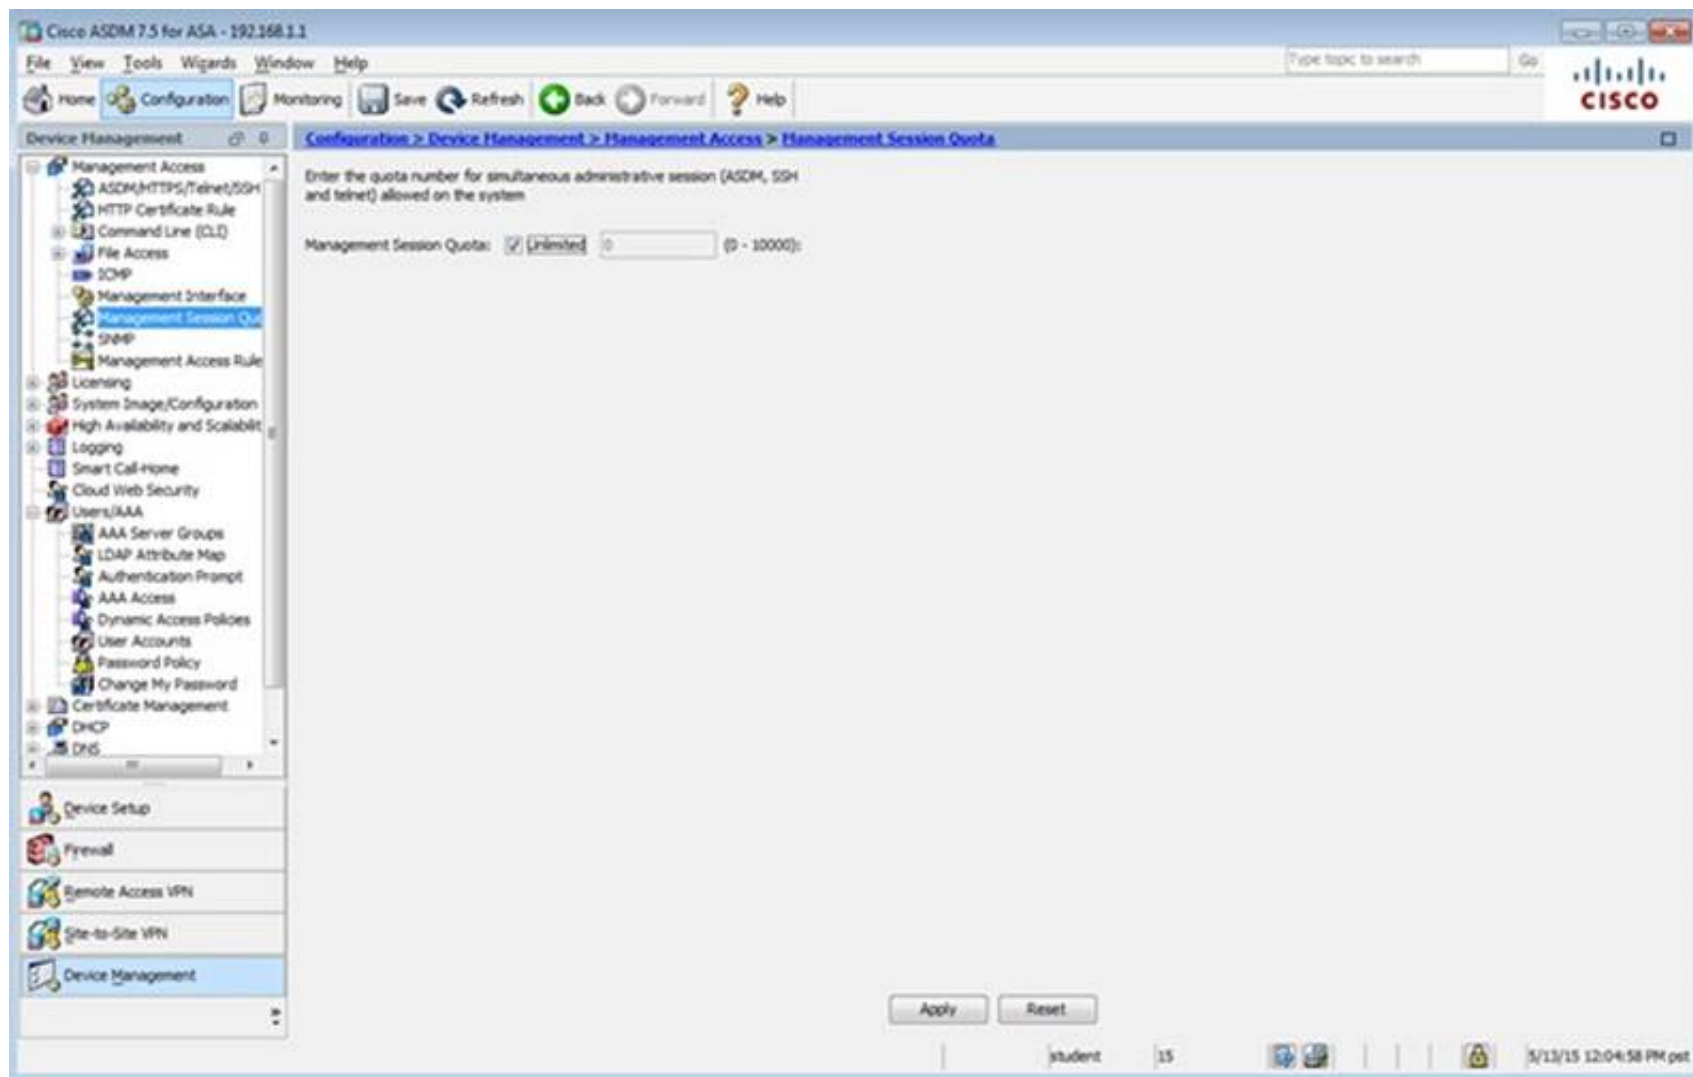 Cisco ASDM 7.5 for ASA - 192.168.1.1
File View Tools Wizards Window Help
Type topic to search Go
Home Configuration Monitoring Save Refresh Back Forward Help
CISCO
Device Management
Configuration > Device Management > Management Access > Management Session Quota
Management Access
ASDM/HTTPS/Telnet/SSH
HTTP Certificate Rule
Command Line (CLI)
File Access
ICMP
Management Interface
Management Session Quo
SNMP
Management Access Rule
Licensing
System Image/Configuration
High Availability and Scalabilit
Logging
Smart Call-Home
Cloud Web Security
Users/AAA
AAA Server Groups
LDAP Attribute Map
Authentication Prompt
AAA Access
Dynamic Access Policies
User Accounts
Password Policy
Change My Password
Certificate Management
DHCP
DNS
Device Setup
Firewall
Remote Access VPN
Site-to-Site VPN
Device Management
Enter the quota number for simultaneous administrative session (ASDM, SSH
and telnet) allowed on the system
Management Session Quota: Unlimited 0 (0 - 10000):
Apply Reset
student 15 5/13/15 12:04:58 PM pst